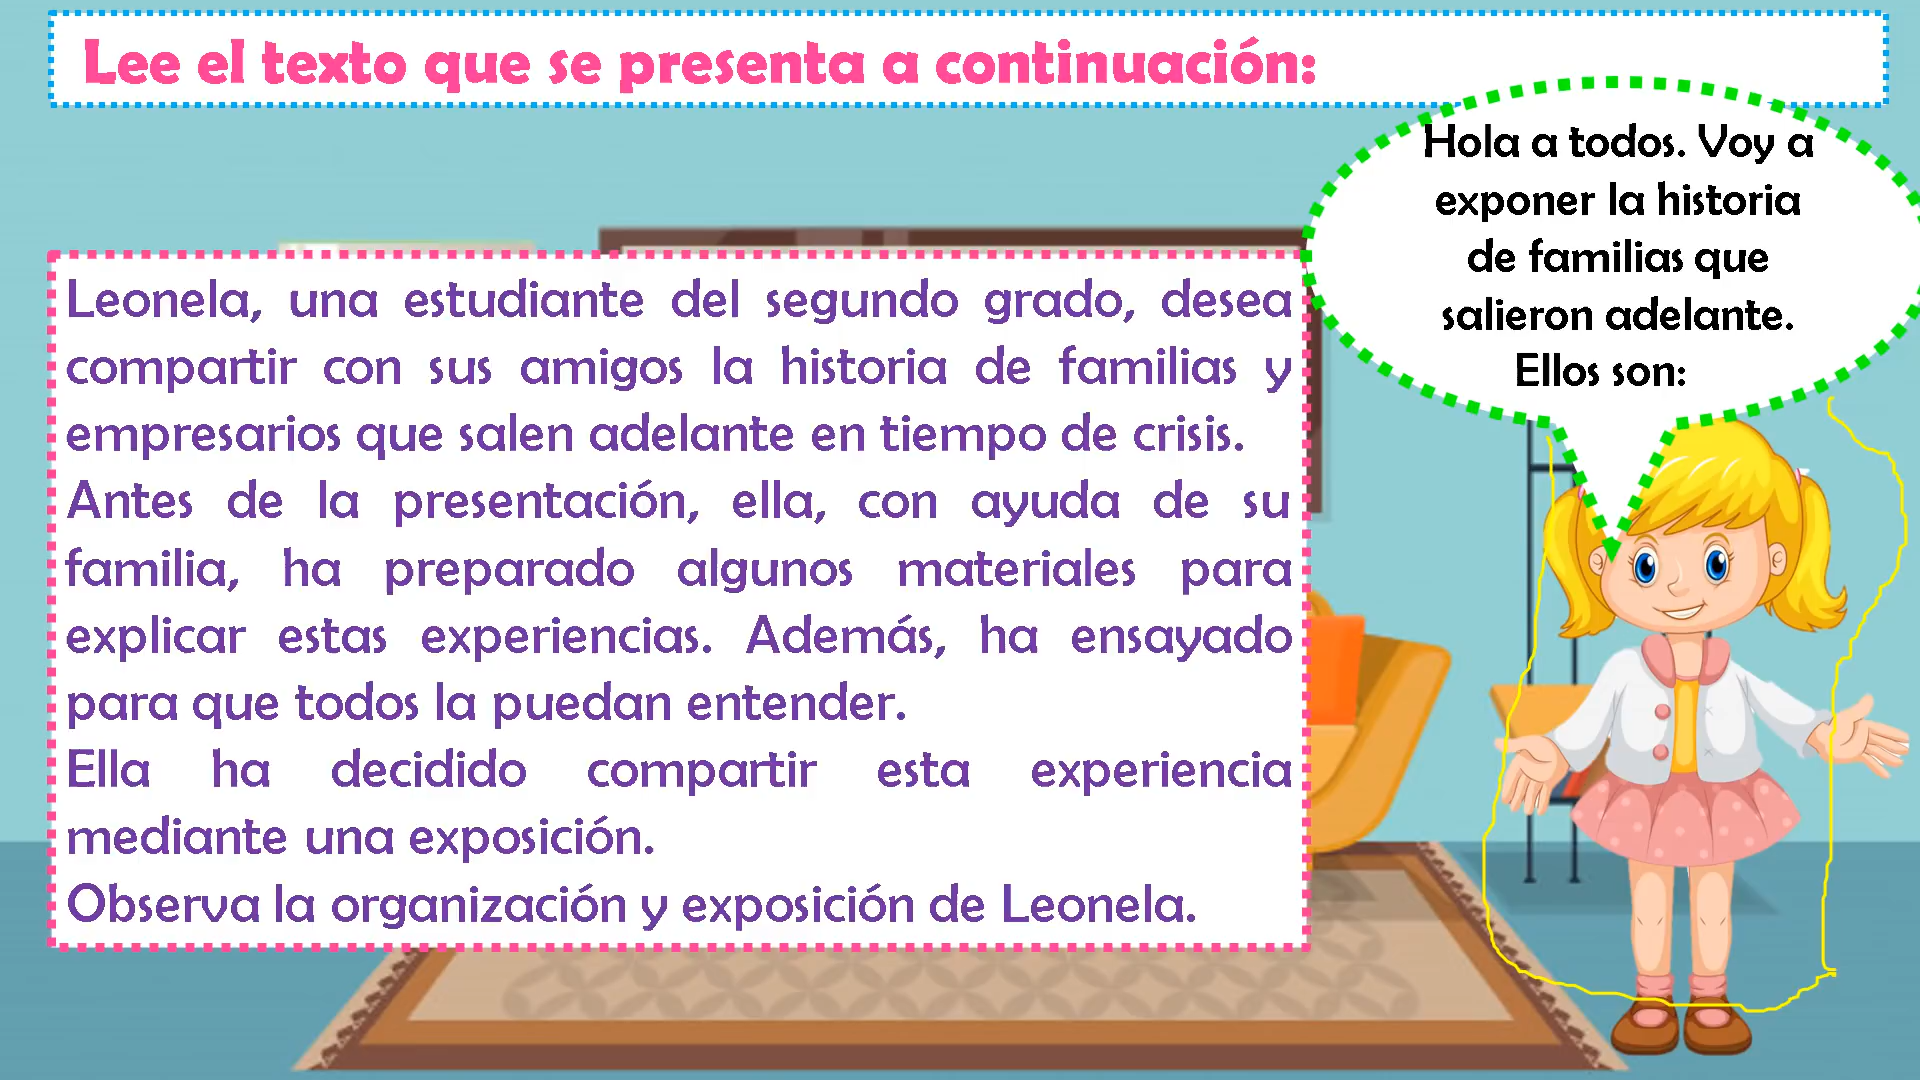 Lee el texto que se presenta a continuación:
Hola a todos. Voy a
exponer la historia
de familias que
salieron adelante.
Ellos son:
Leonela, una estudiante del segundo grado, desea
compartir con sus amigos la historia de familias y
empresarios que salen adelante en tiempo de crisis.
Antes de la presentación, ella, con ayuda de su
familia, ha preparado algunos materiales para
explicar estas experiencias. Además, ha ensayado
para que todos la puedan entender.
Ella ha decidido compartir esta experiencia
mediante una exposición.
Observa la organización y exposición de Leonela.